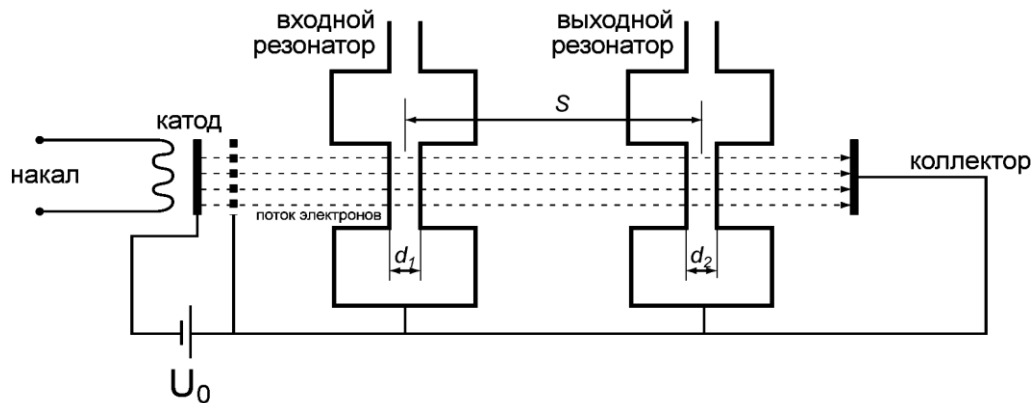 входной
резонатор
выходной
резонатор
S
катод
накал
коллектор
поток электронов
d1
d2
U0